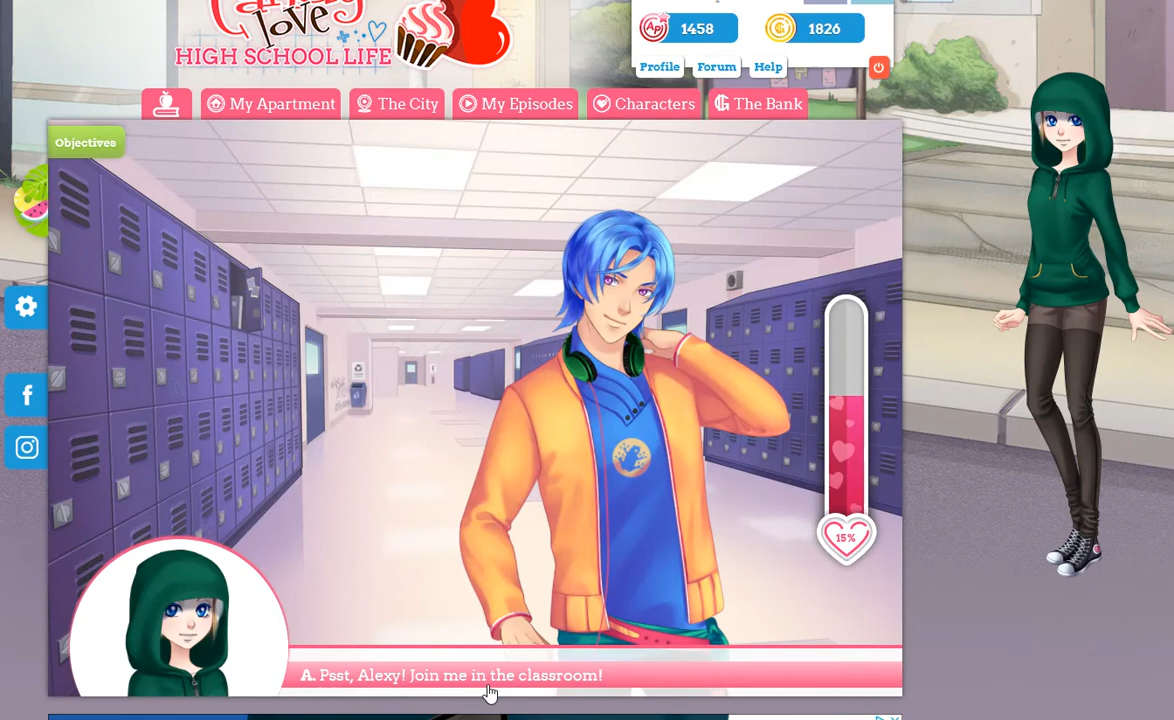 Candy
love
HIGH SCHOOL LIFE
1458
1826
Profile
Forum
Help
My Apartment
The City
My Episodes
Characters
The Bank
Objectives
15%
A. Psst, Alexy! Join me in the classroom!